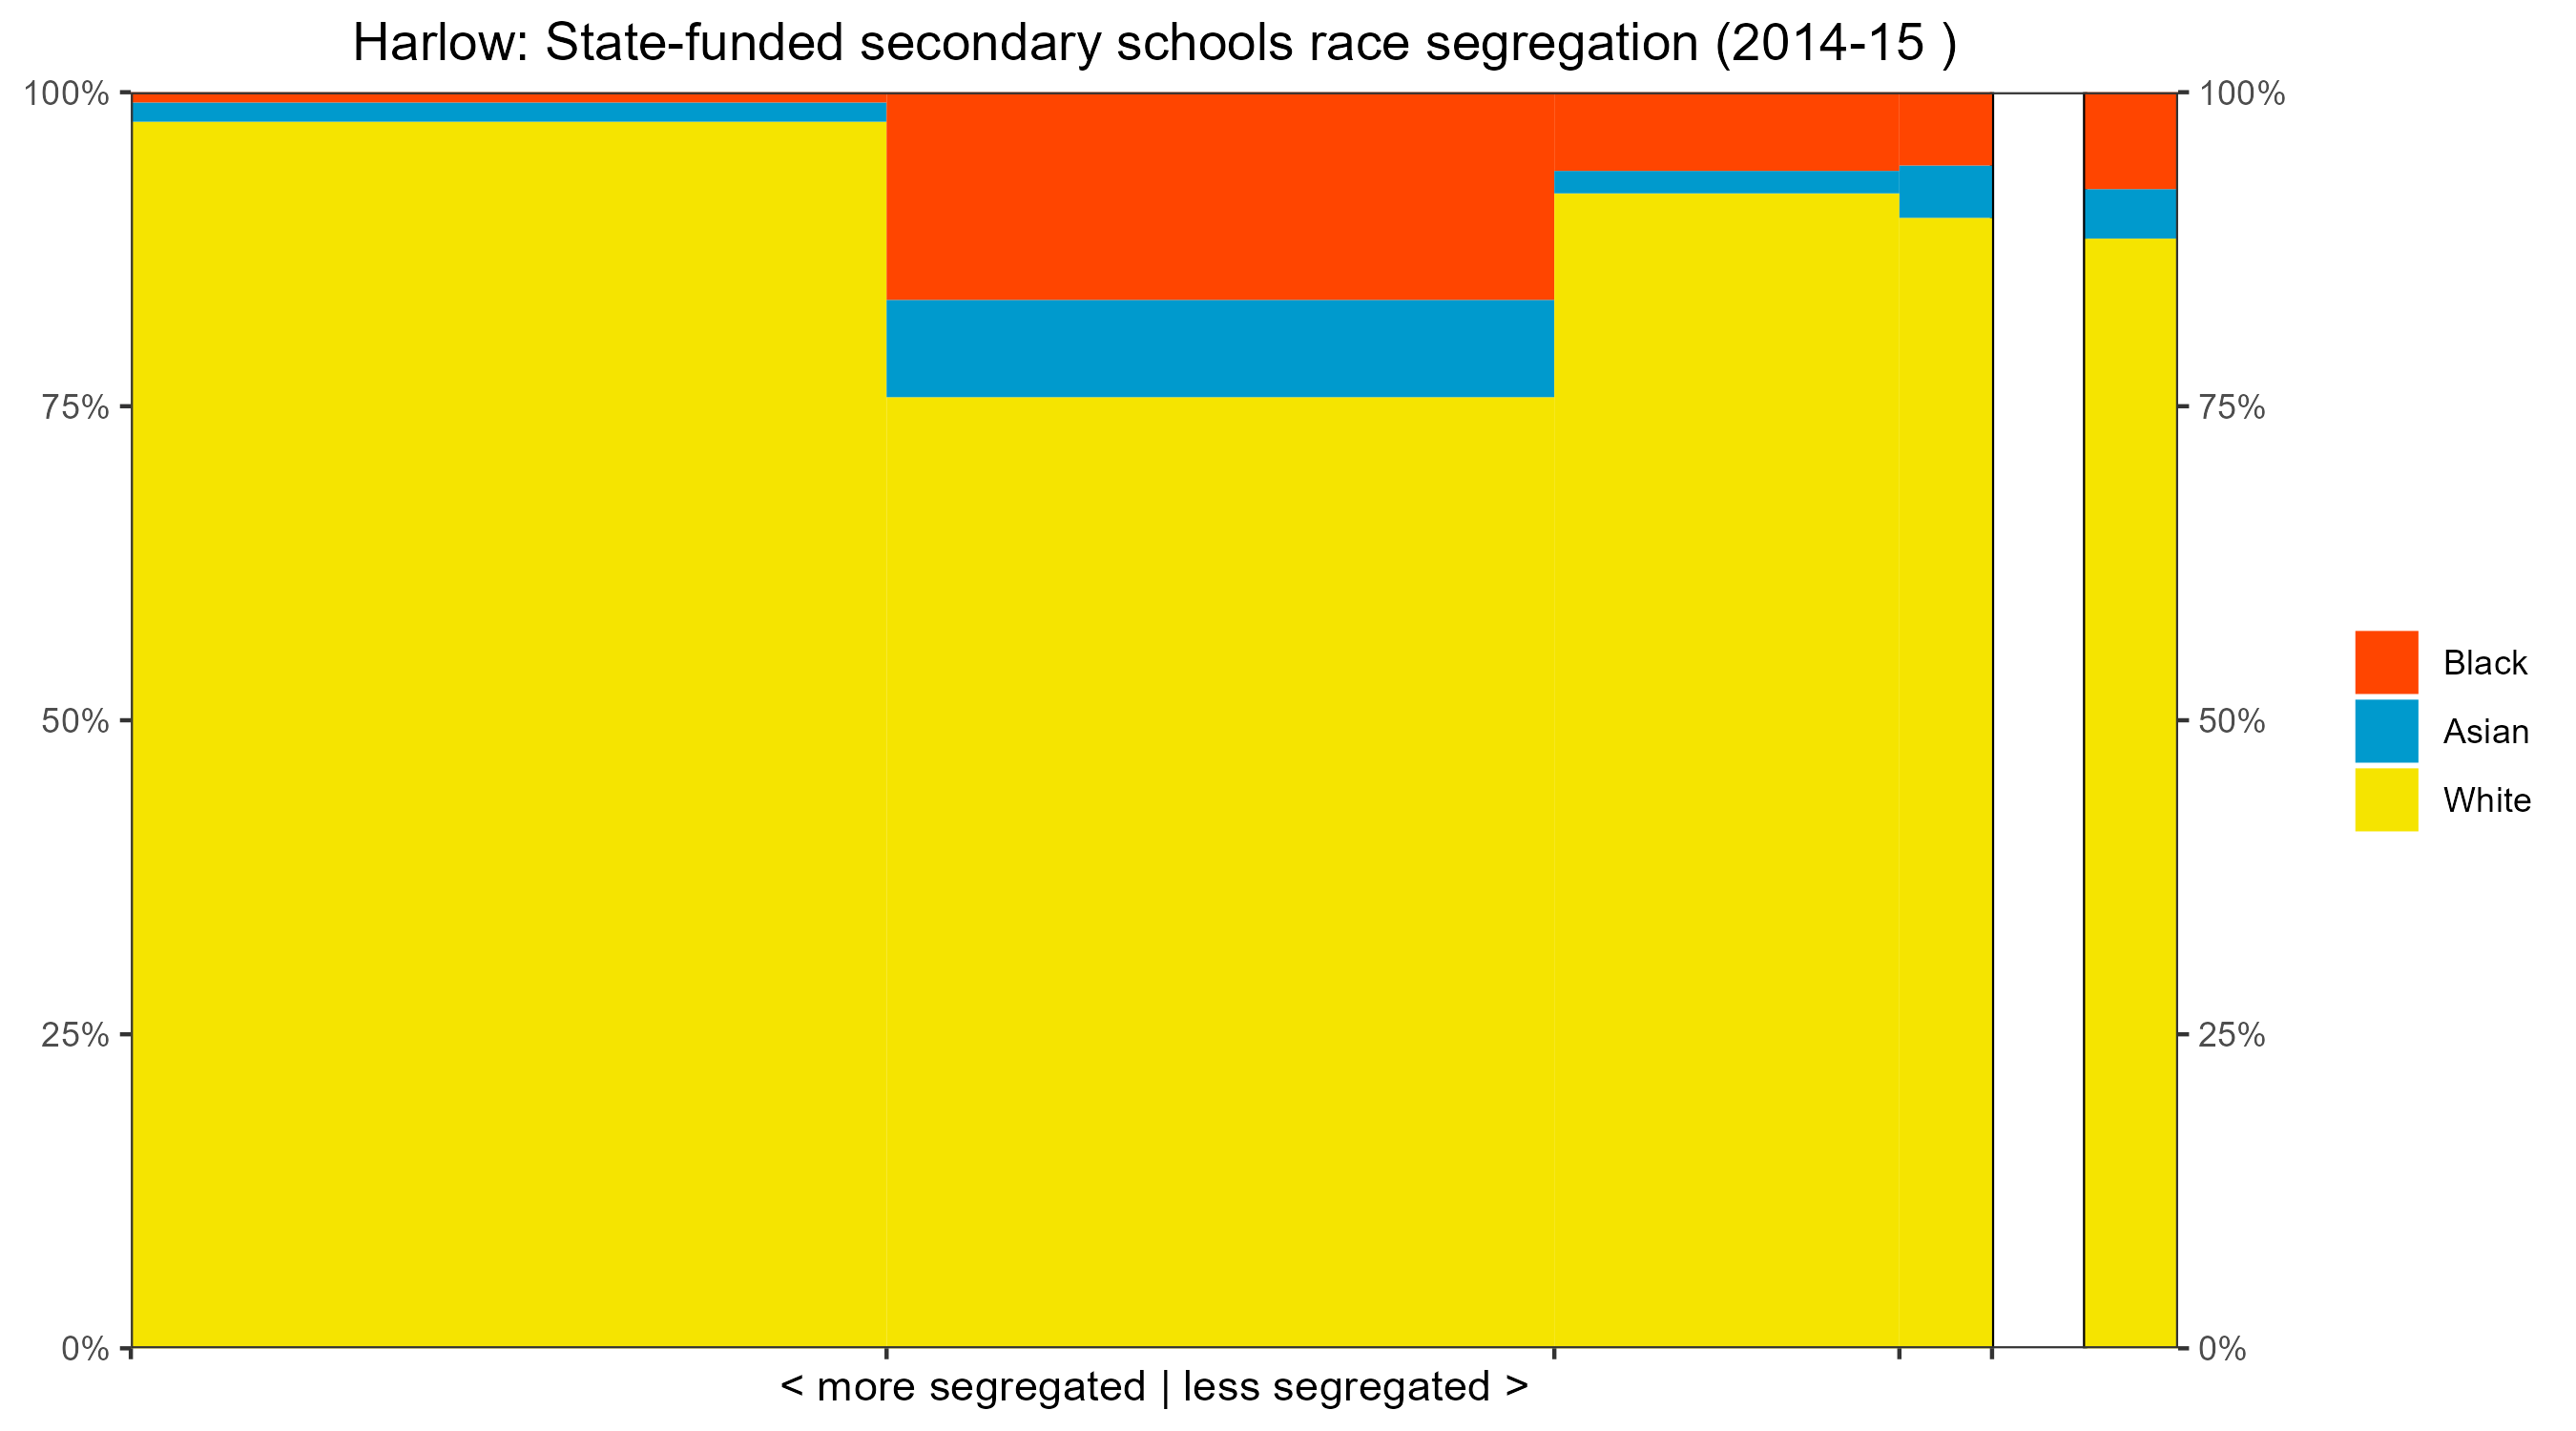 Harlow: State-funded secondary schools race segregation (2014-15 )
100%
75%
50%
25%
0%
100%
75%
50%
25%
0%
< more segregated | less segregated >
Black
Asian
White